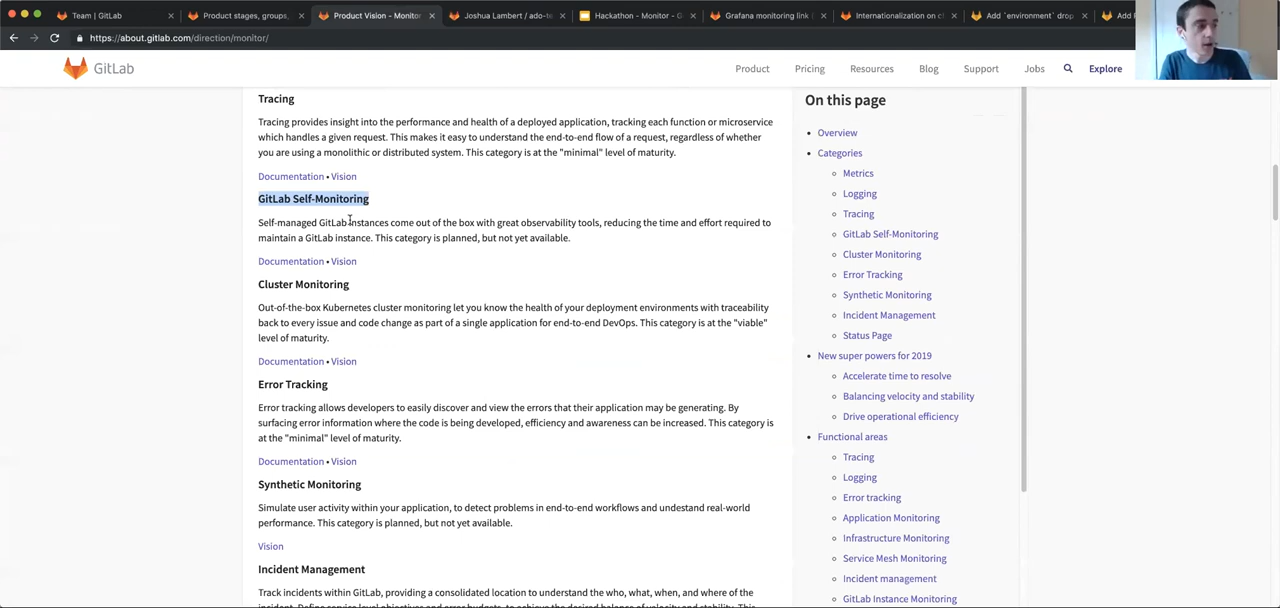 Team | GitLab
Product stages, groups,
Product Vision - Monitor
Joshua Lambert / ado-te
Hackathon - Monitor - G
Grafana monitoring link
Internationalization on c
Add `environment` drop
https://about.gitlab.com/direction/monitor/
GitLab
Product
Pricing
Resources
Blog
Support
Jobs
Explore
Tracing
Tracing provides insight into the performance and health of a deployed application, tracking each function or microservice
which handles a given request. This makes it easy to understand the end-to-end flow of a request, regardless of whether
you are using a monolithic or distributed system. This category is at the "minimal" level of maturity.
Documentation • Vision
GitLab Self-Monitoring
Self-managed GitLab instances come out of the box with great observability tools, reducing the time and effort required to
maintain a GitLab instance. This category is planned, but not yet available.
Documentation • Vision
Cluster Monitoring
Out-of-the-box Kubernetes cluster monitoring let you know the health of your deployment environments with traceability
back to every issue and code change as part of a single application for end-to-end DevOps. This category is at the "viable"
level of maturity.
Documentation • Vision
Error Tracking
Error tracking allows developers to easily discover and view the errors that their application may be generating. By
surfacing error information where the code is being developed, efficiency and awareness can be increased. This category is
at the "minimal" level of maturity.
Documentation • Vision
Synthetic Monitoring
Simulate user activity within your application, to detect problems in end-to-end workflows and undestand real-world
performance. This category is planned, but not yet available.
Vision
Incident Management
Track incidents within GitLab, providing a consolidated location to understand the who, what, when, and where of the
On this page
Overview
Categories
Metrics
Logging
Tracing
GitLab Self-Monitoring
Cluster Monitoring
Error Tracking
Synthetic Monitoring
Incident Management
Status Page
New super powers for 2019
Accelerate time to resolve
Balancing velocity and stability
Drive operational efficiency
Functional areas
Tracing
Logging
Error tracking
Application Monitoring
Infrastructure Monitoring
Service Mesh Monitoring
Incident management
GitLab Instance Monitoring